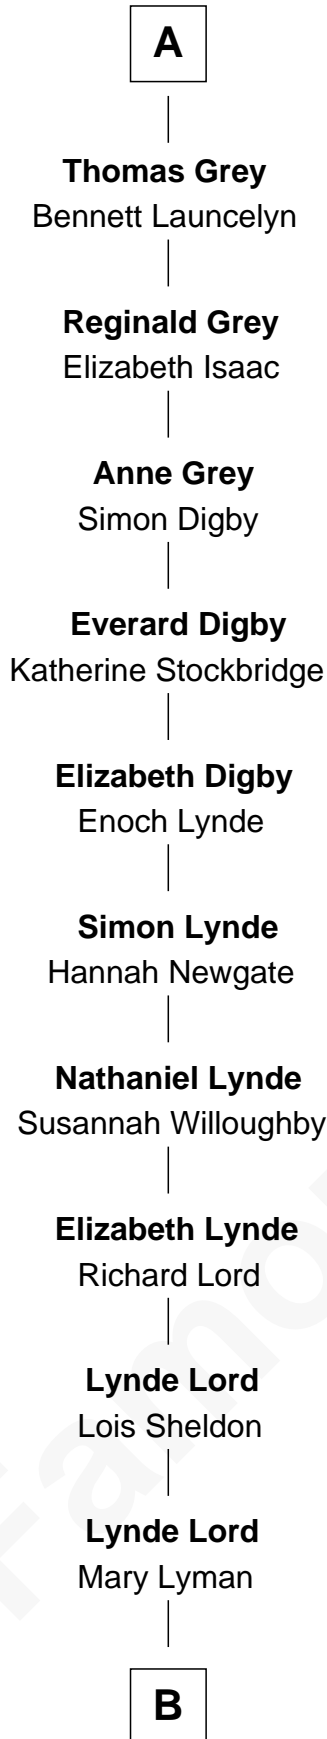 A
Thomas Grey
Bennett Launcelyn
Reginald Grey
Elizabeth Isaac
Anne Grey
Simon Digby
Everard Digby
Katherine Stockbridge
Elizabeth Digby
Enoch Lynde
Simon Lynde
Hannah Newgate
Nathaniel Lynde
Susannah Willoughby
Elizabeth Lynde
Richard Lord
Lynde Lord
Lois Sheldon
Lynde Lord
Mary Lyman
B